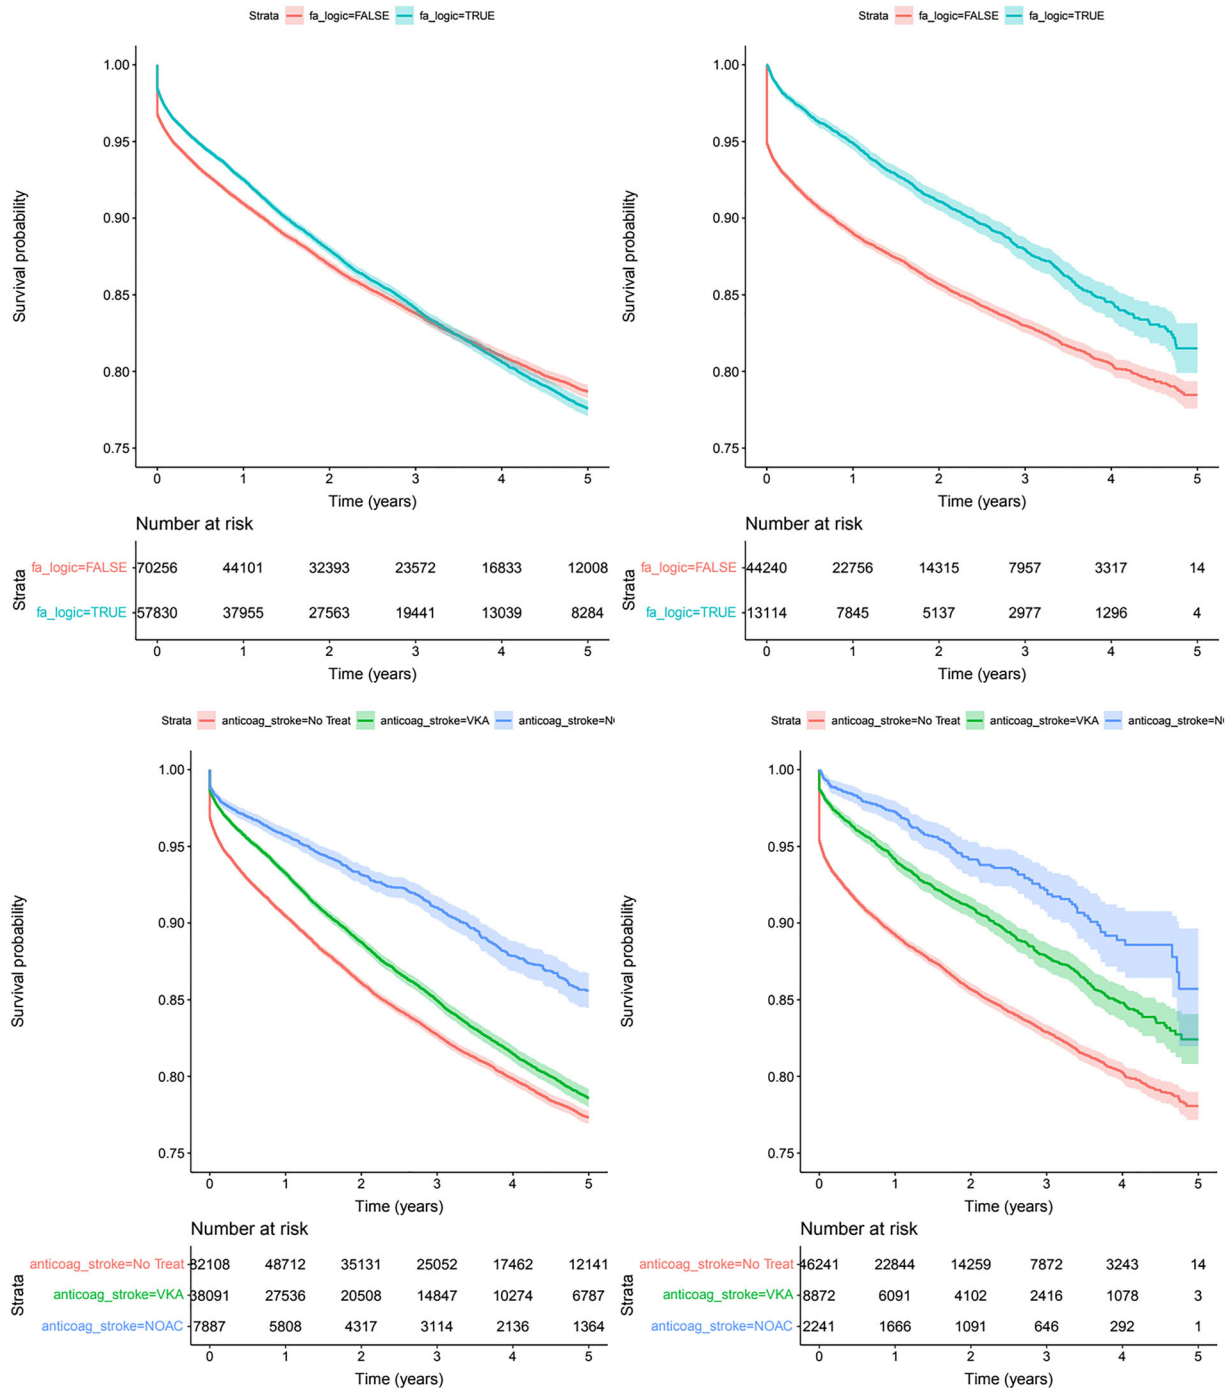 Strata fa_logic=FALSE fa_logic=TRUE
1.00
0.95
0.90
0.85
0.80
0.75
Survival probability
0 1 2 3 4 5
Time (years)
Number at risk
Strata
fa_logic=FALSE 70256 44101 32393 23572 16833 12008
fa_logic=TRUE 57830 37955 27563 19441 13039 8284
0 1 2 3 4 5
Time (years)
Strata fa_logic=FALSE fa_logic=TRUE
1.00
0.95
0.90
0.85
0.80
0.75
Survival probability
0 1 2 3 4 5
Time (years)
Number at risk
Strata
fa_logic=FALSE 44240 22756 14315 7957 3317 14
fa_logic=TRUE 13114 7845 5137 2977 1296 4
0 1 2 3 4 5
Time (years)
Strata anticoag_stroke=No Treat anticoag_stroke=VKA anticoag_stroke=N
1.00
0.95
0.90
0.85
0.80
0.75
Survival probability
0 1 2 3 4 5
Time (years)
Number at risk
Strata
anticoag_stroke=No Treat 82108 48712 35131 25052 17462 12141
anticoag_stroke=VKA 38091 27536 20508 14847 10274 6787
anticoag_stroke=NOAC 7887 5808 4317 3114 2136 1364
0 1 2 3 4 5
Time (years)
Strata anticoag_stroke=No Treat anticoag_stroke=VKA anticoag_stroke=N
1.00
0.95
0.90
0.85
0.80
0.75
Survival probability
0 1 2 3 4 5
Time (years)
Number at risk
Strata
anticoag_stroke=No Treat 46241 22844 14259 7872 3243 14
anticoag_stroke=VKA 8872 6091 4102 2416 1078 3
anticoag_stroke=NOAC 2241 1666 1091 646 292 1
0 1 2 3 4 5
Time (years)